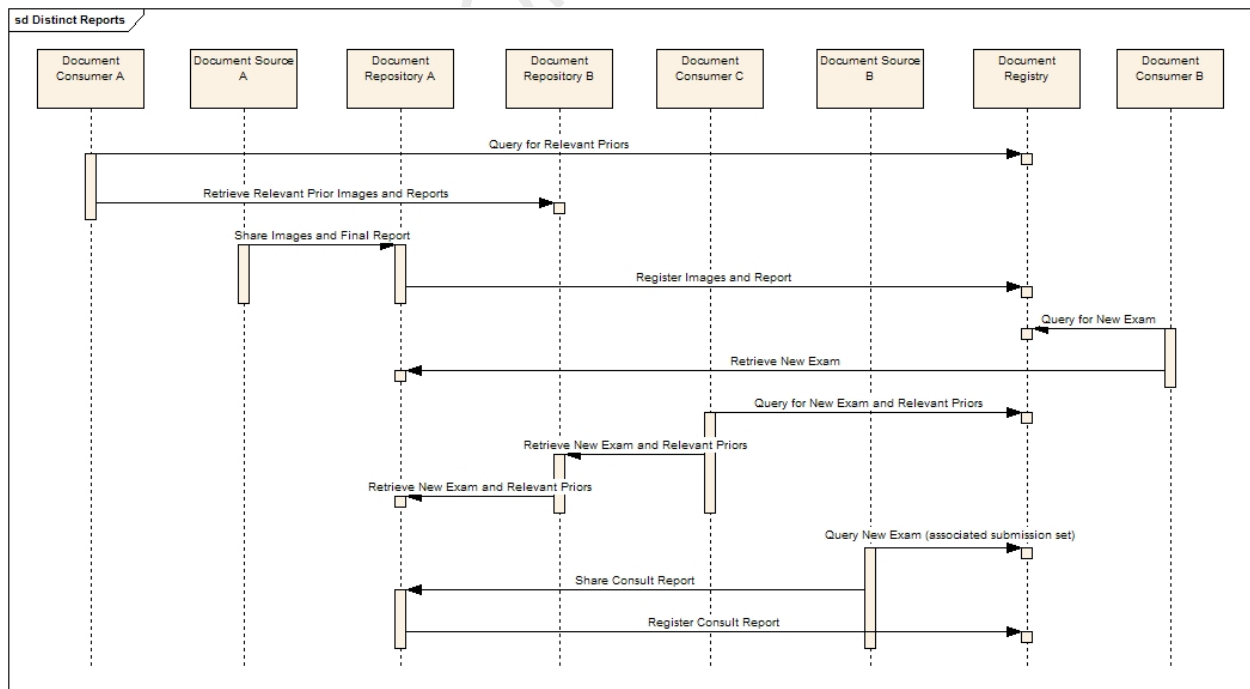 sd Distinct Reports
Document
Consumer A
Document Source
A
Document
Repository A
Document
Repository B
Document
Consumer C
Document Source
B
Document
Registry
Document
Consumer B
Query for Relevant Priors
Retrieve Relevant Prior Images and Reports
Share Images and Final Report
Register Images and Report
Query for New Exam
Retrieve New Exam
Query for New Exam and Relevant Priors
Retrieve New Exam and Relevant Priors
Retrieve New Exam and Relevant Priors
Query New Exam (associated submission set)
Share Consult Report
Register Consult Report